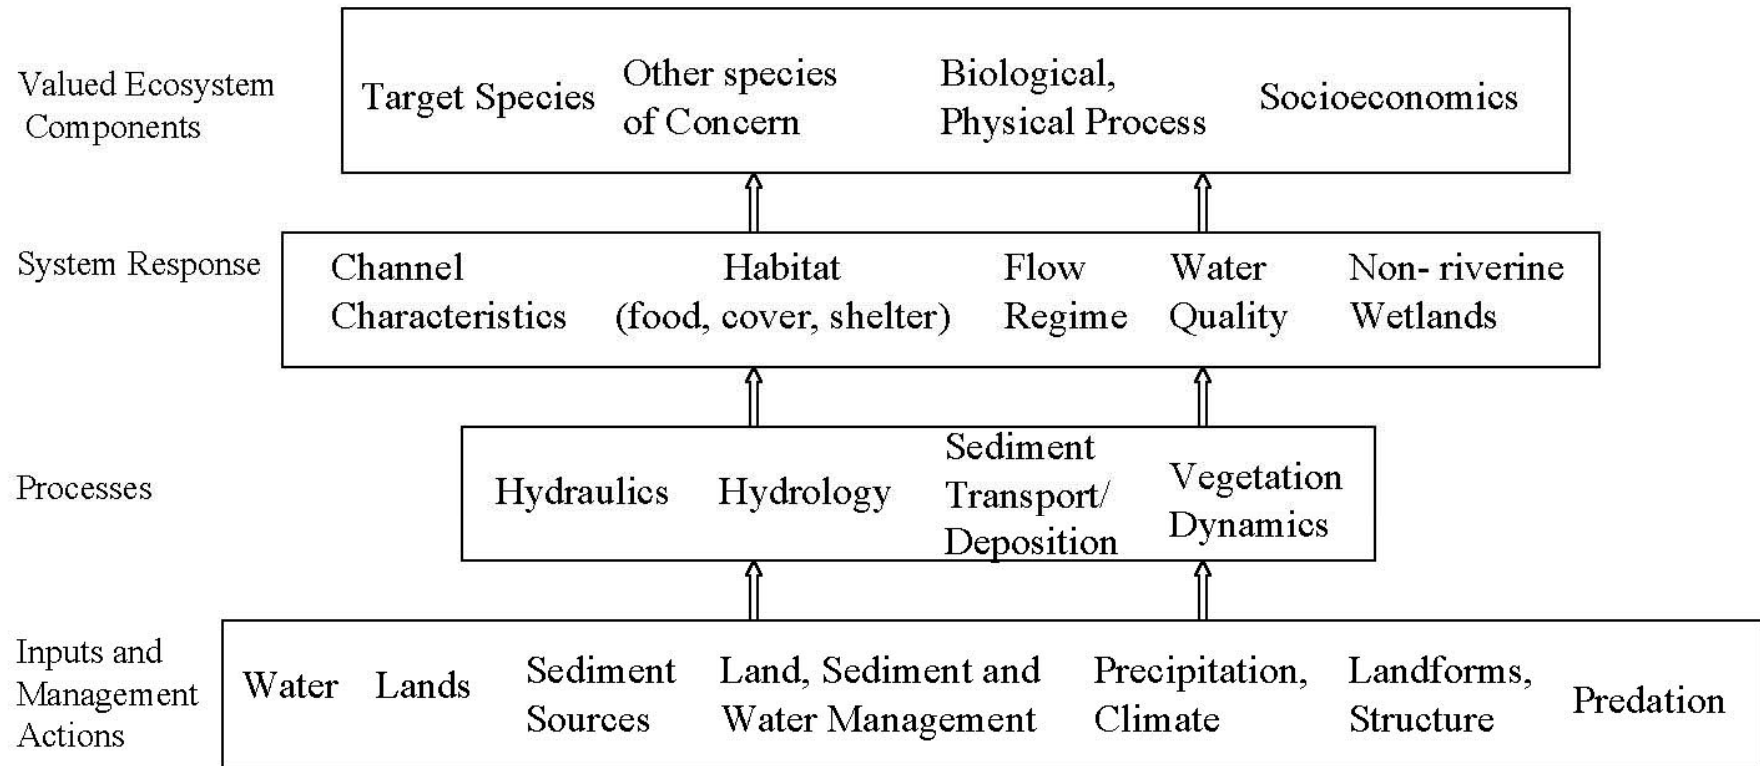 Valued Ecosystem
Components
Target Species
Other species
of Concern
Biological,
Physical Process
Socioeconomics
System Response
Channel
Characteristics
Habitat
(food, cover, shelter)
Flow
Regime
Water
Quality
Non- riverine
Wetlands
Processes
Hydraulics
Hydrology
Sediment
Transport/
Deposition
Vegetation
Dynamics
Inputs and
Management
Actions
Water
Lands
Sediment
Sources
Land, Sediment and
Water Management
Precipitation,
Climate
Landforms,
Structure
Predation